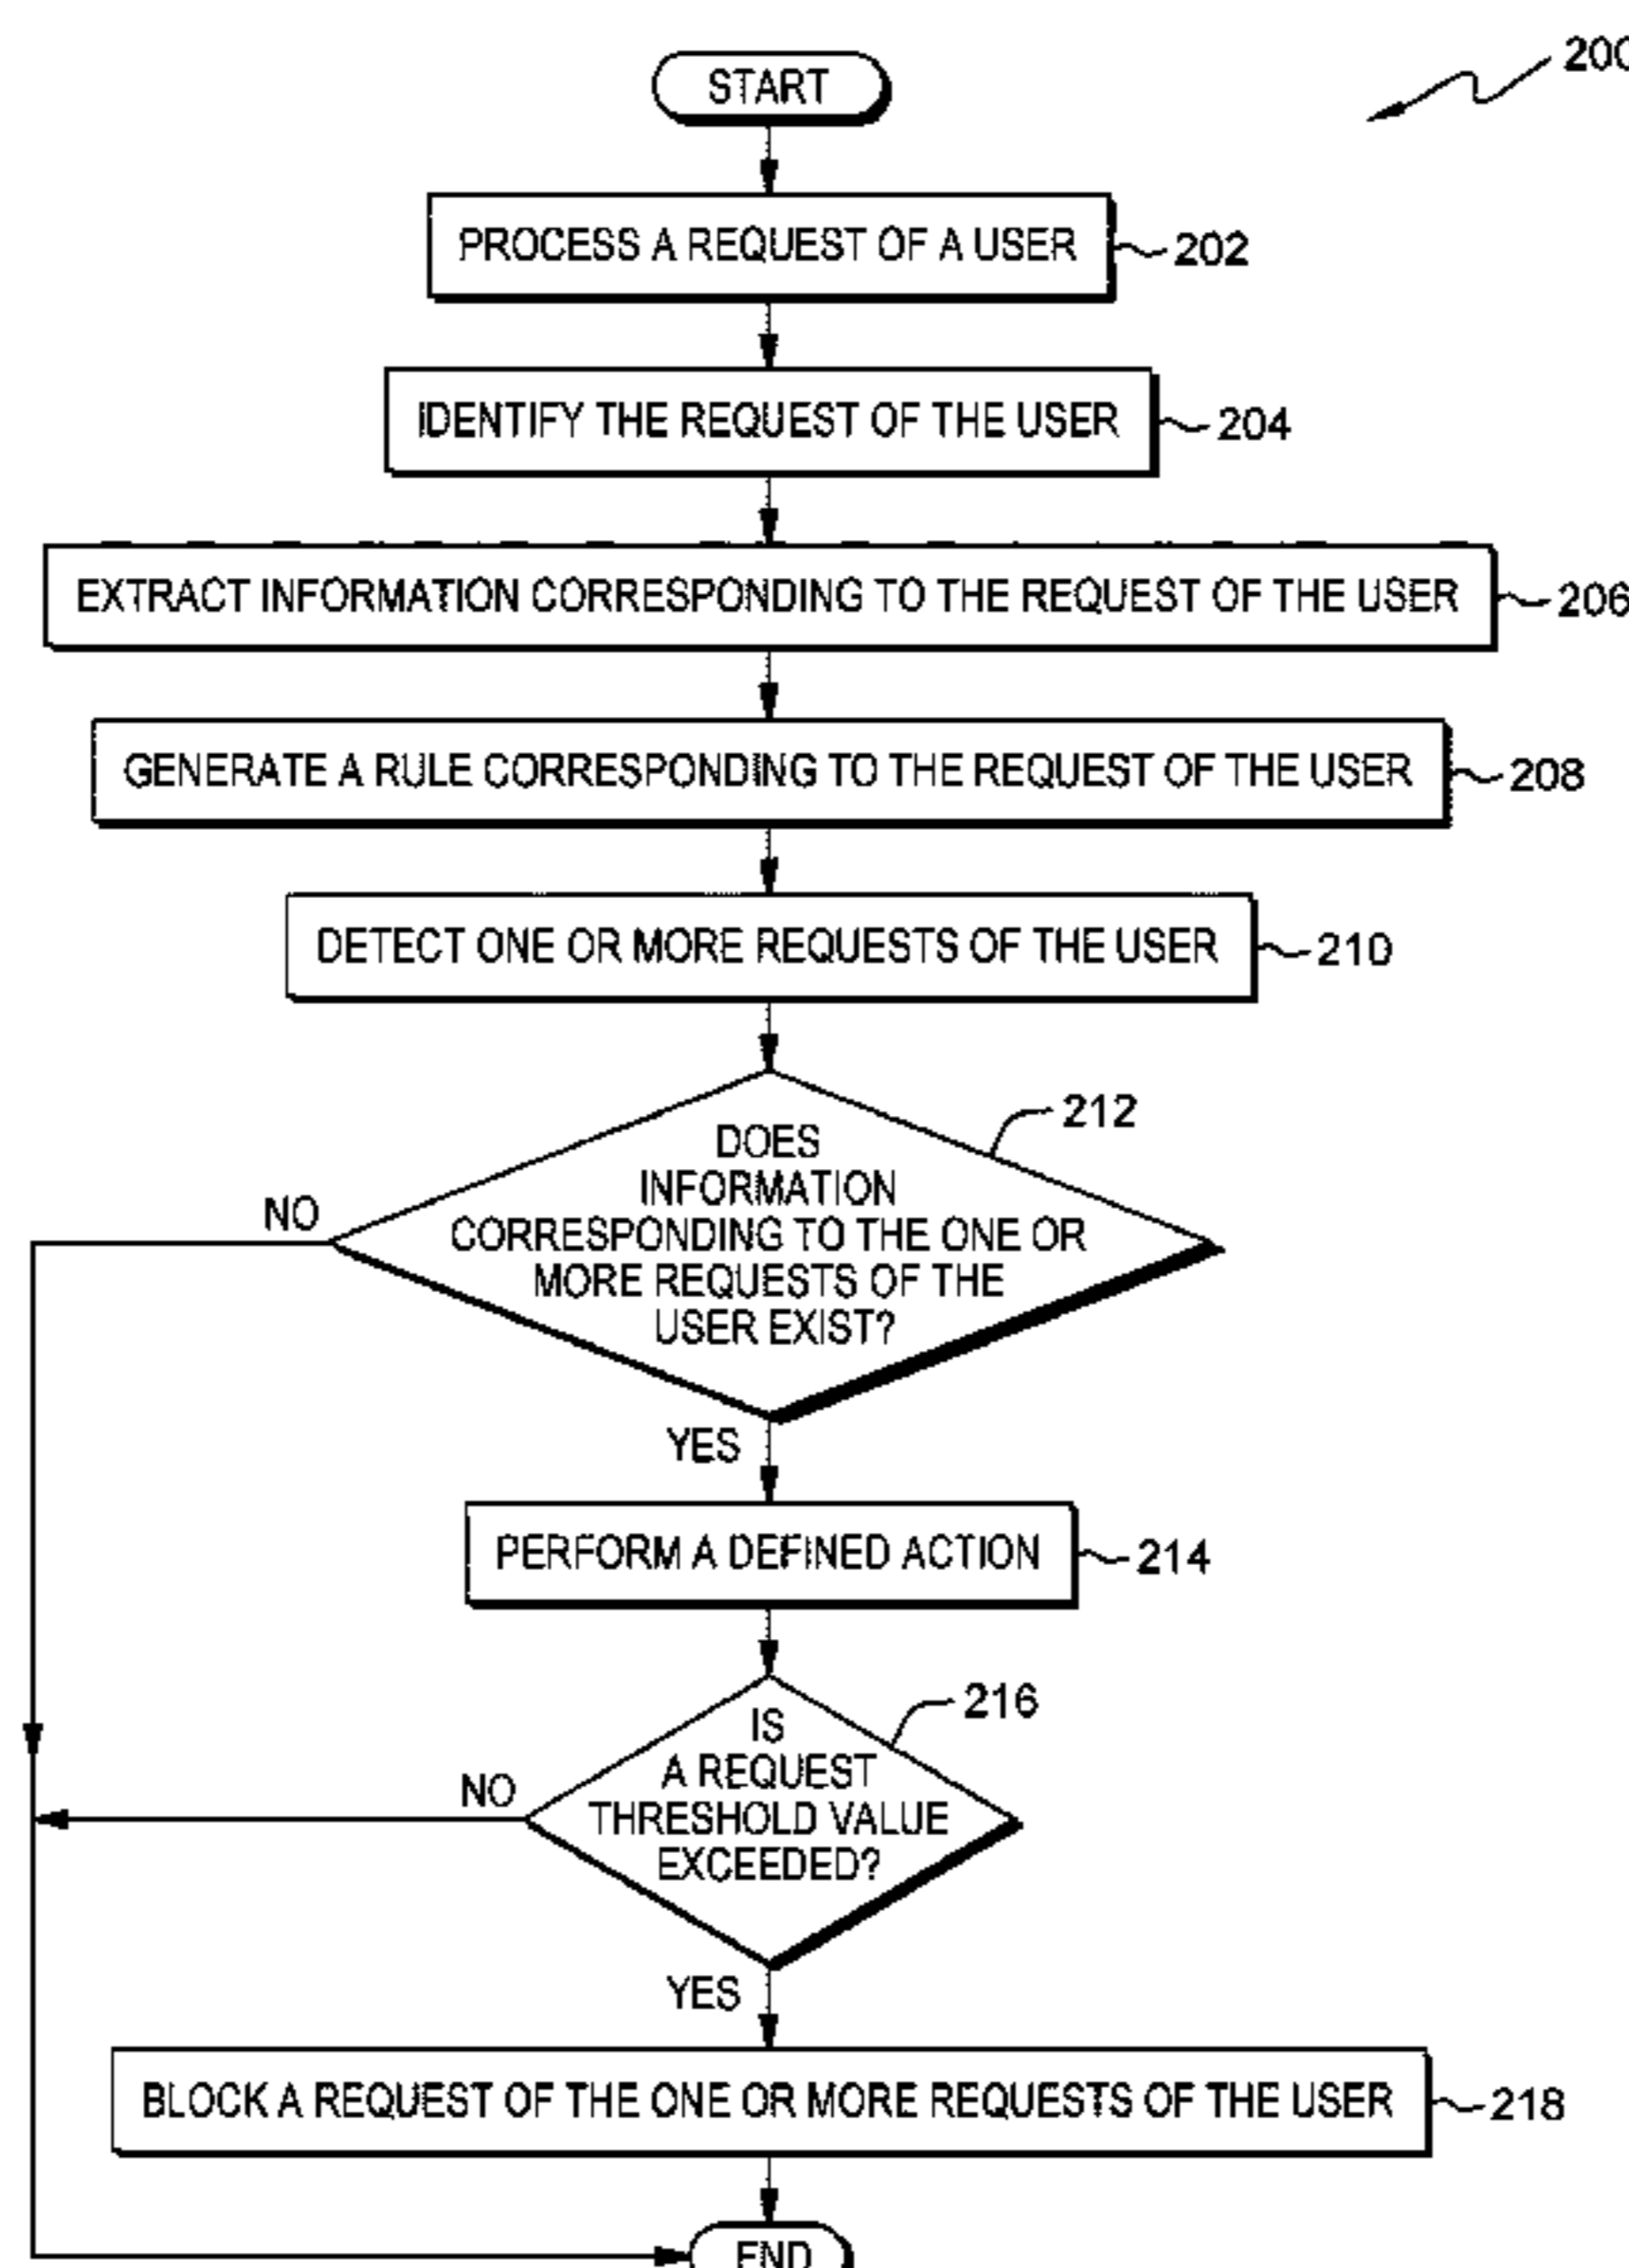 START
200
PROCESS A REQUEST OF A USER
202
IDENTIFY THE REQUEST OF THE USER
204
EXTRACT INFORMATION CORRESPONDING TO THE REQUEST OF THE USER
206
GENERATE A RULE CORRESPONDING TO THE REQUEST OF THE USER
208
DETECT ONE OR MORE REQUESTS OF THE USER
210
212
DOES
INFORMATION
CORRESPONDING TO THE ONE OR
MORE REQUESTS OF THE
USER EXIST?
NO
YES
PERFORM A DEFINED ACTION
214
216
IS
A REQUEST
THRESHOLD VALUE
EXCEEDED?
NO
YES
BLOCK A REQUEST OF THE ONE OR MORE REQUESTS OF THE USER
218
END